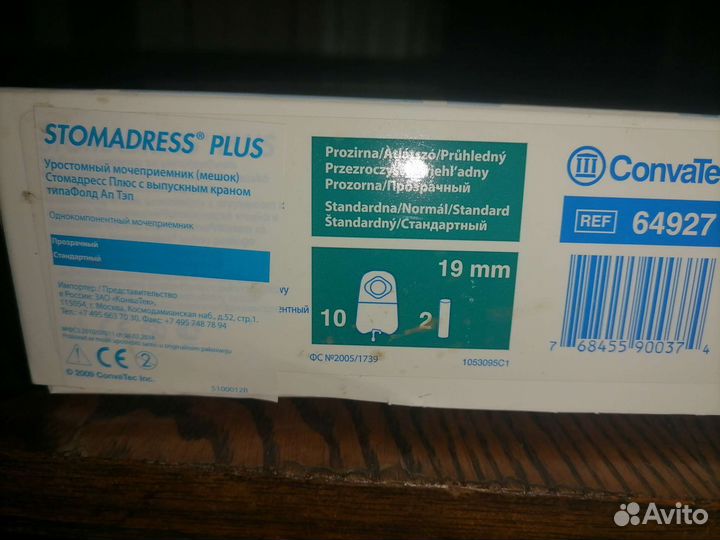 STOMADRESS® PLUS
Уростомный мочеприемник (мешок)
Стомадресс Плюс с выпускным краном
типаФолд Ап Тэп
Однокомпонентный мочеприемник
Прозрачный
Стандартный
Импортер / Представительство
в России: ЗАО «КонваТек»,
115054, г. Москва, Космодамианская наб., д.52, стр.1.
Тел.: +7 495 663 70 30, Факс: +7 495 748 78 94
© 2005 ConvaTec Inc.
5100012R
Prozirna/Átlátszó/Průhledný
Prozorna/Прозрачный
Standardna/Normál/Standard
Štandardný/Стандартный
19 mm
10
2
ФС №2005/1739
1053095C1
ConvaTec
REF 64927
7 68455 90037 4
Avito